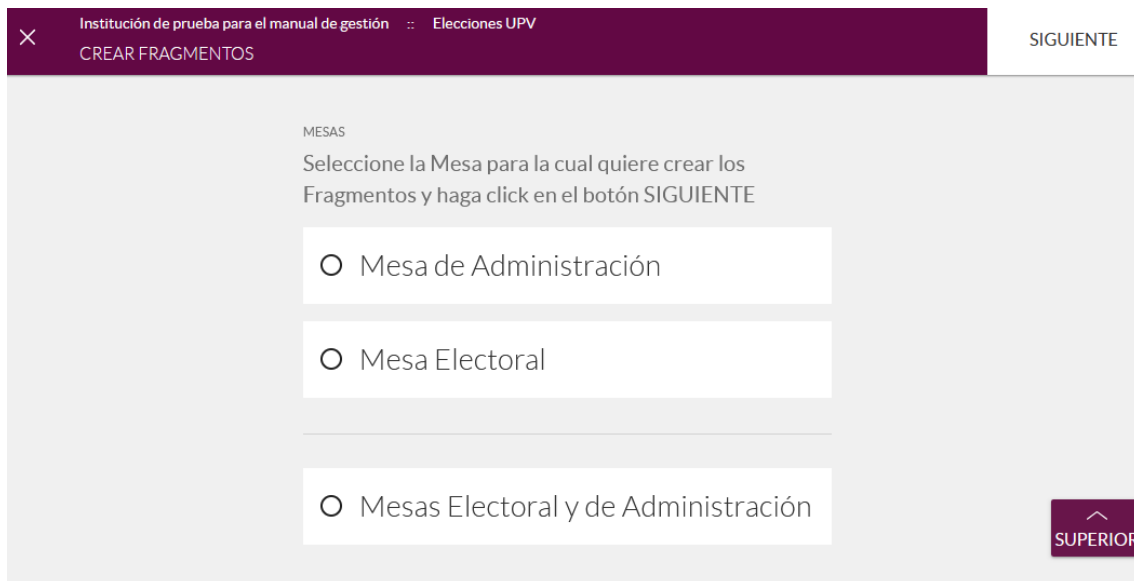 Institución de prueba para el manual de gestión :: Elecciones UPV
CREAR FRAGMENTOS
SIGUIENTE
MESAS
Seleccione la Mesa para la cual quiere crear los
Fragmentos y haga click en el botón SIGUIENTE
Mesa de Administración
Mesa Electoral
Mesas Electoral y de Administración
SUPERIOR